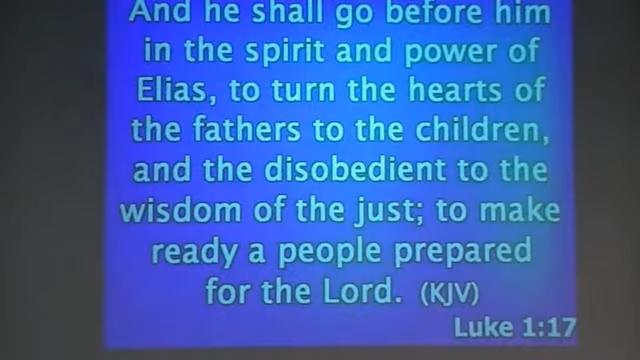 And he shall go before him
in the spirit and power of
Elias, to turn the hearts of
the fathers to the children,
and the disobedient to the
wisdom of the just; to make
ready a people prepared
for the Lord. (KJV)
Luke 1:17